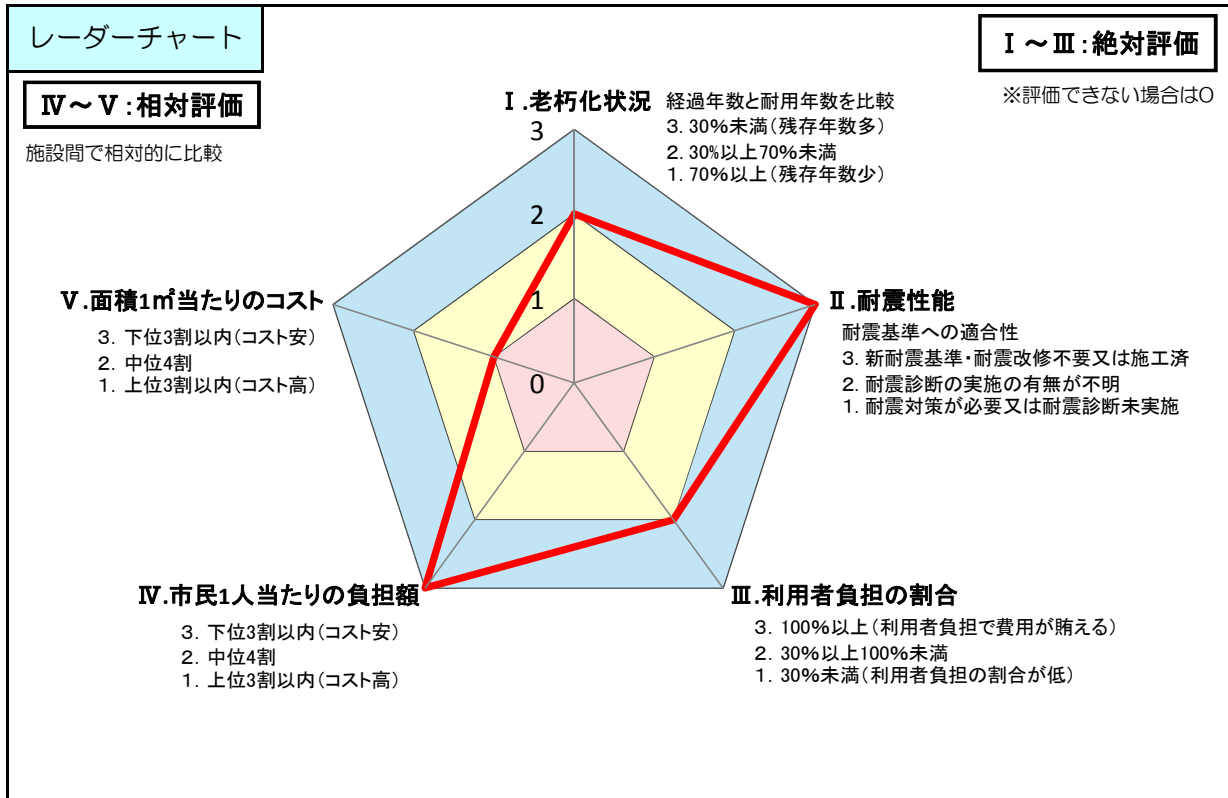 レーダーチャート
Ⅰ～Ⅲ：絶対評価
※評価できない場合は0
Ⅳ～Ⅴ：相対評価
施設間で相対的に比較
Ⅰ.老朽化状況
経過年数と耐用年数を比較
3. 30%未満（残存年数多）
2. 30%以上70%未満
1. 70%以上（残存年数少）
3
2
1
0
Ⅱ.耐震性能
耐震基準への適合性
3. 新耐震基準・耐震改修不要又は施工済
2. 耐震診断の実施の有無が不明
1. 耐震対策が必要又は耐震診断未実施
Ⅴ.面積1㎡当たりのコスト
3. 下位3割以内（コスト安）
2. 中位4割
1. 上位3割以内（コスト高）
Ⅳ.市民1人当たりの負担額
3. 下位3割以内（コスト安）
2. 中位4割
1. 上位3割以内（コスト高）
Ⅲ.利用者負担の割合
3. 100%以上（利用者負担で費用が賄える）
2. 30%以上100%未満
1. 30%未満（利用者負担の割合が低）